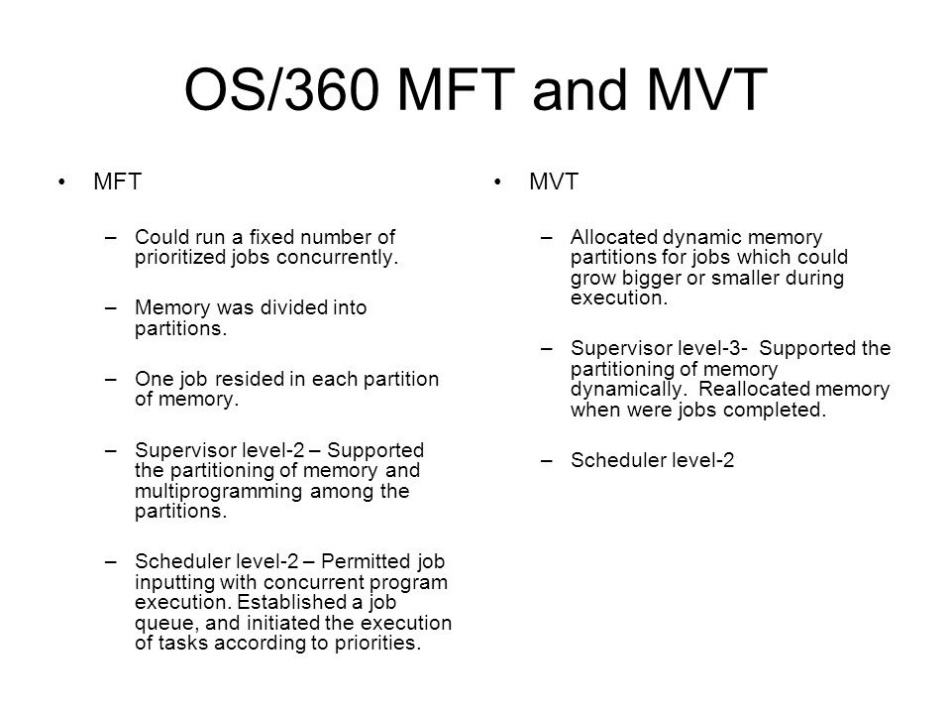 OS/360 MFT and MVT
• MFT
– Could run a fixed number of
prioritized jobs concurrently.
– Memory was divided into
partitions.
– One job resided in each partition
of memory.
– Supervisor level-2 – Supported
the partitioning of memory and
multiprogramming among the
partitions.
– Scheduler level-2 – Permitted job
inputting with concurrent program
execution. Established a job
queue, and initiated the execution
of tasks according to priorities.
• MVT
– Allocated dynamic memory
partitions for jobs which could
grow bigger or smaller during
execution.
– Supervisor level-3- Supported the
partitioning of memory
dynamically. Reallocated memory
when were jobs completed.
– Scheduler level-2